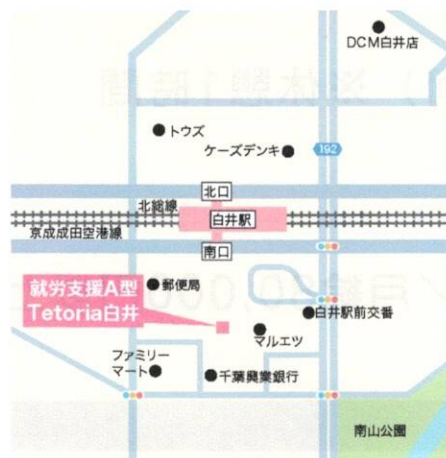 DCM白井店
トウズ
ケーズデンキ
192
北口
北総線
白井駅
京成成田空港線
南口
就労支援A型
Tetoria白井
郵便局
白井駅前交番
マルエツ
ファミリー
マート
千葉興業銀行
南山公園